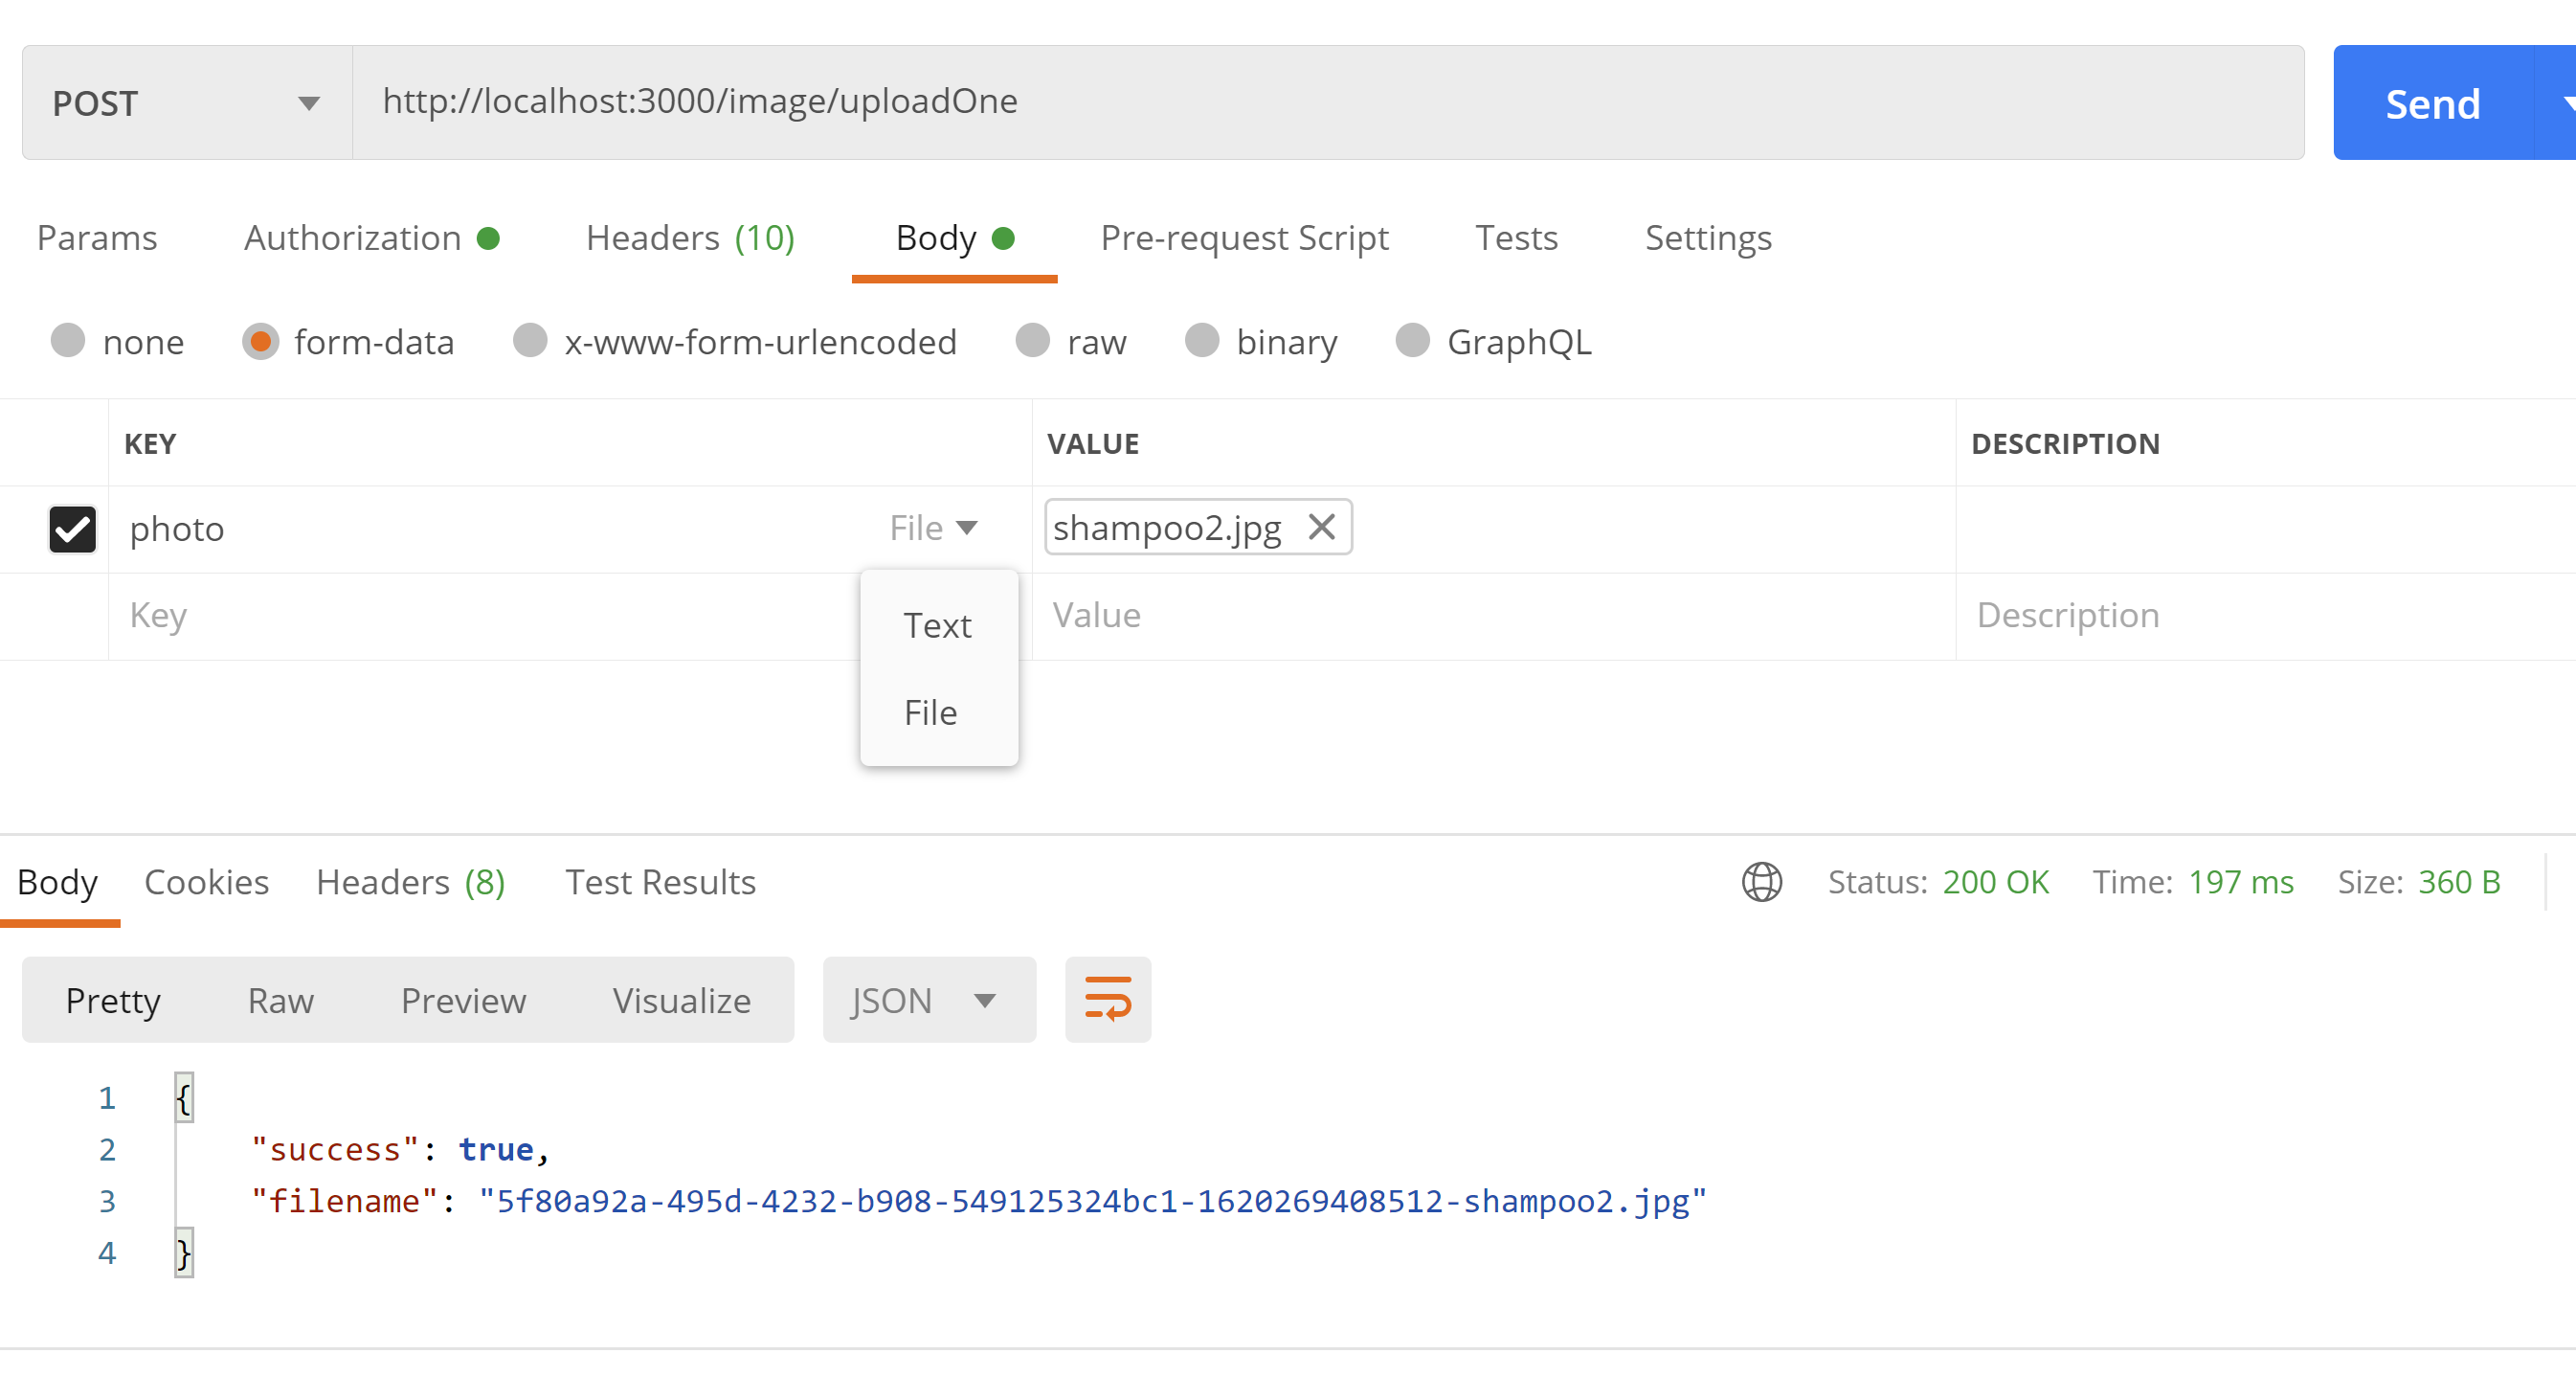 POST http://localhost:3000/image/uploadOne Send
Params Authorization Headers (10) Body Pre-request Script Tests Settings
none form-data x-www-form-urlencoded raw binary GraphQL
KEY VALUE DESCRIPTION
photo File shampoo2.jpg
Key Value Description
Text
File
Body Cookies Headers (8) Test Results Status: 200 OK Time: 197 ms Size: 360 B
Pretty Raw Preview Visualize JSON
1 {
2 "success": true,
3 "filename": "5f80a92a-495d-4232-b908-549125324bc1-1620269408512-shampoo2.jpg"
4 }